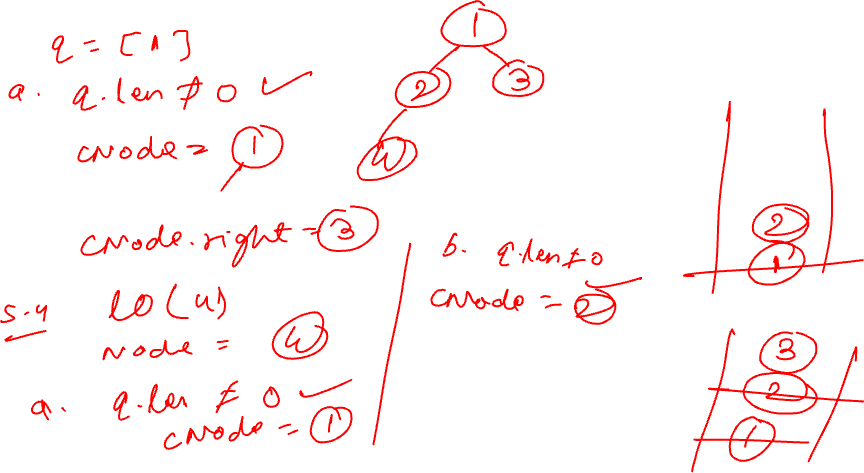 q = [1]
a. q.len ≠ 0 ✓
cNode = 1
cNode.right = 3
5.4 LO(4)
Node = 4
a. q.len ≠ 0 ✓
cNode = 1
b. q.len ≠ 0
cNode = 2
1
2
3
4
2
1
3
2
1